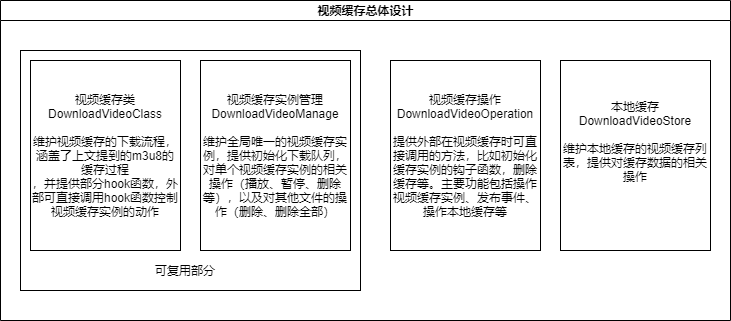 视频缓存总体设计
视频缓存类
DownloadVideoClass
维护视频缓存的下载流程，
涵盖了上文提到的m3u8的
缓存过程
，并提供部分hook函数，外
部可直接调用hook函数控制
视频缓存实例的动作
视频缓存实例管理
DownloadVideoManage
维护全局唯一的视频缓存实
例，提供初始化下载队列，
对单个视频缓存实例的相关
操作（播放、暂停、删除
等），以及对其他文件的操
作（删除、删除全部）
可复用部分
视频缓存操作
DownloadVideoOperation
提供外部在视频缓存时可直
接调用的方法，比如初始化
缓存实例的钩子函数，删除
缓存等。主要功能包括操作
视频缓存实例、发布事件、
操作本地缓存等
本地缓存
DownloadVideoStore
维护本地缓存的视频缓存列
表，提供对缓存数据的相关
操作